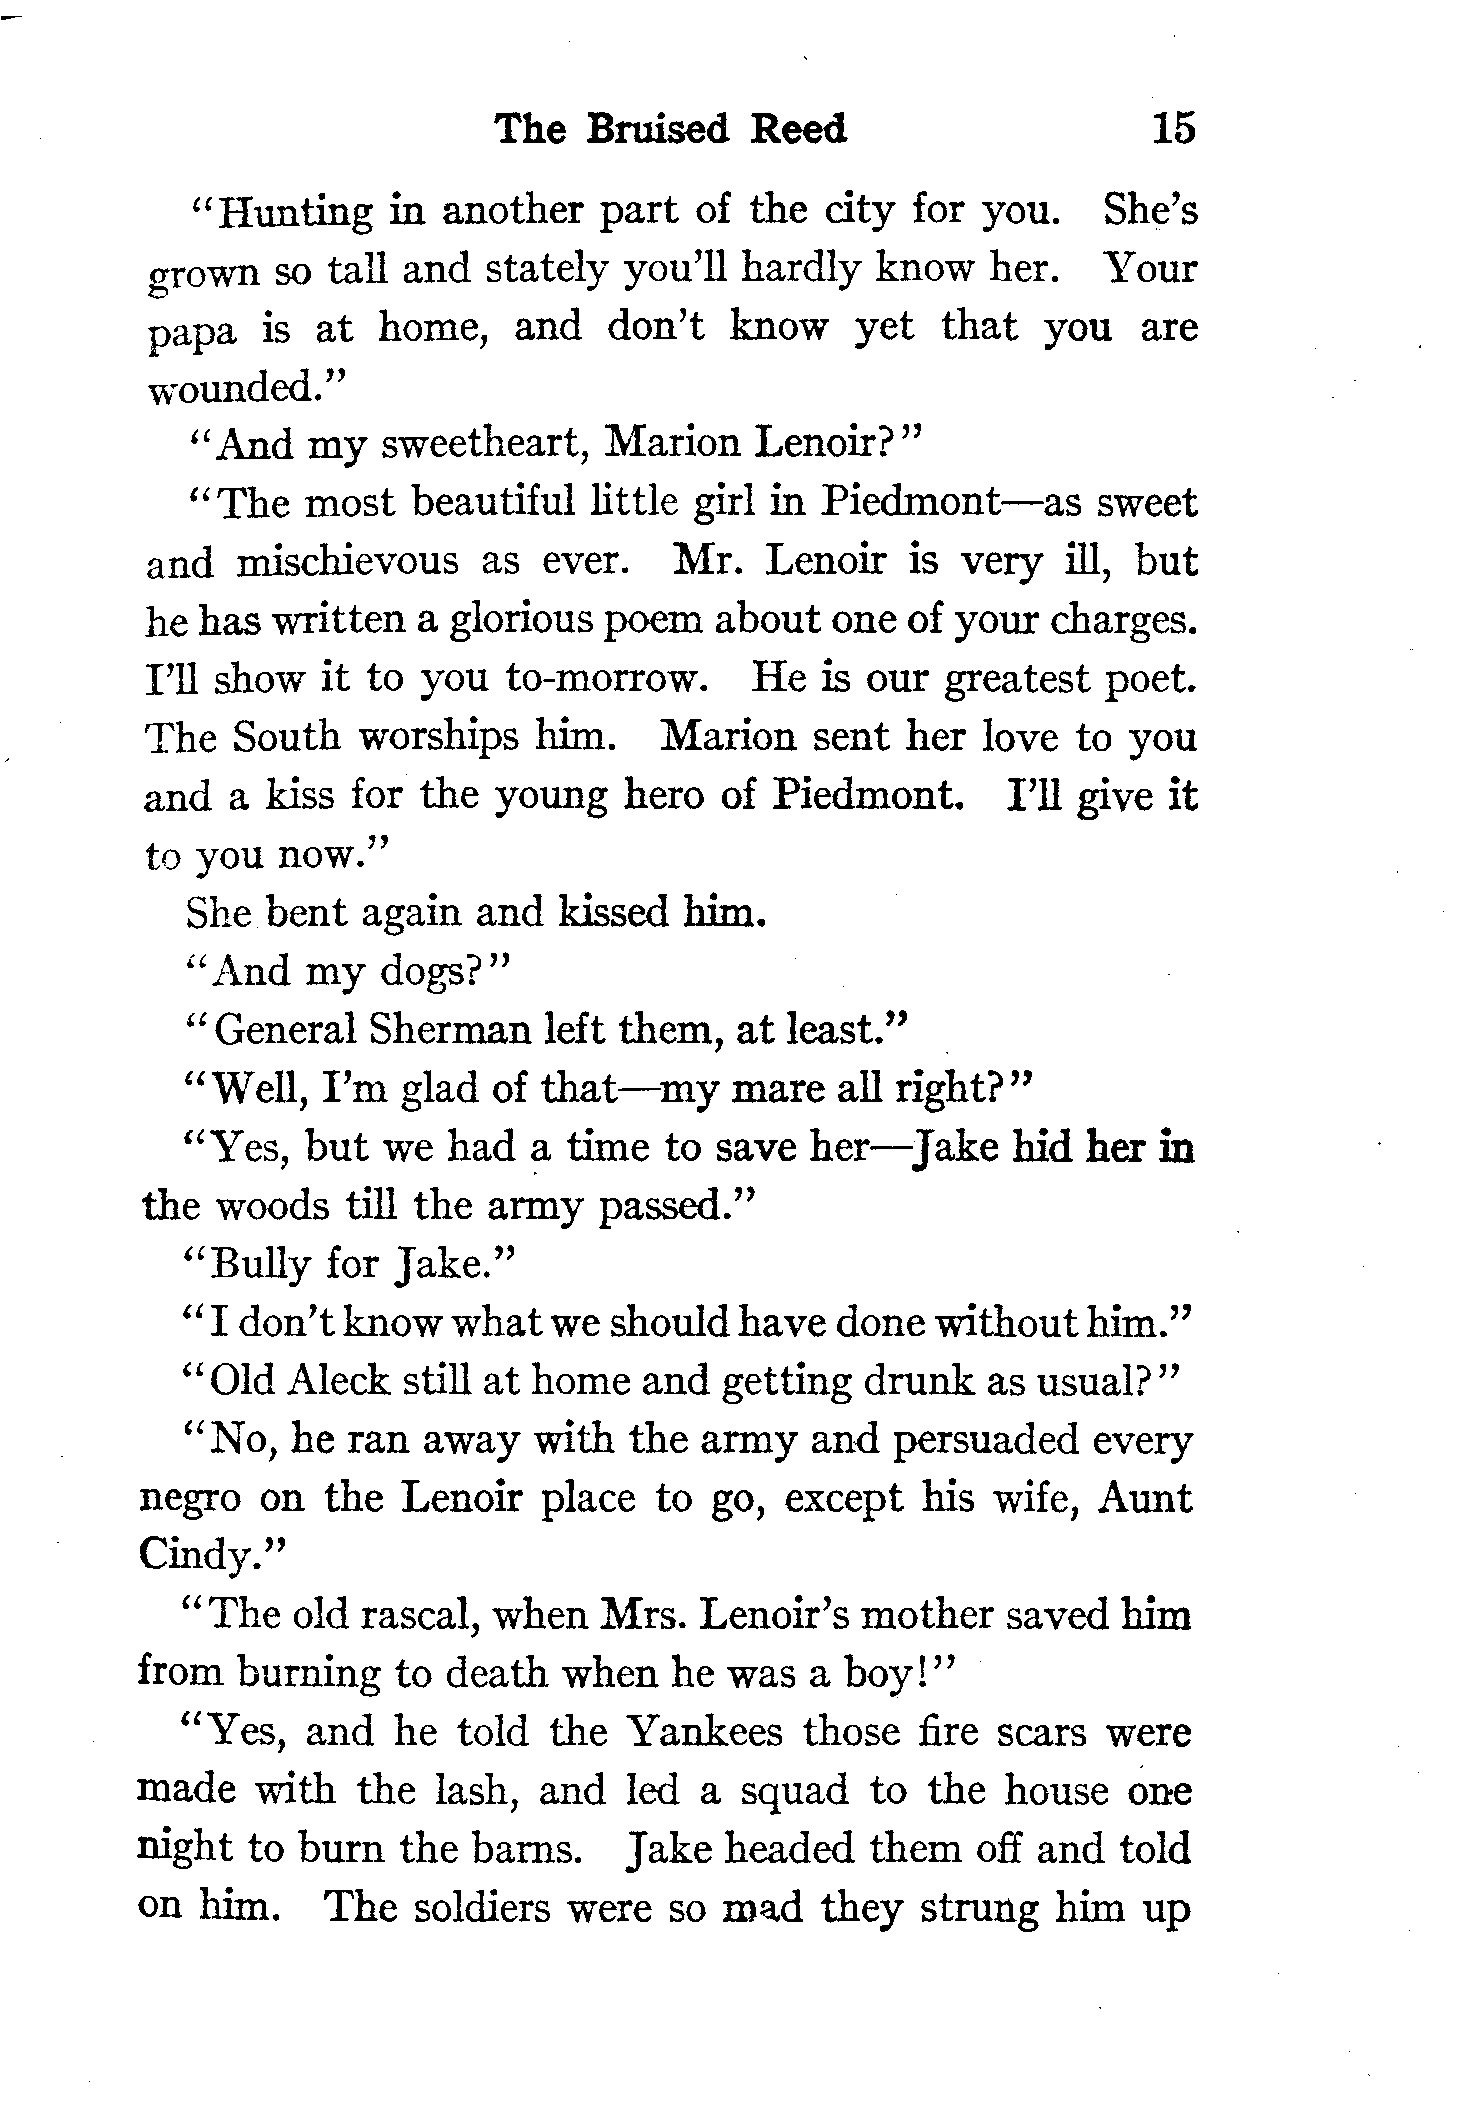 The Bruised Reed 15
"Hunting in another part of the city for you. She's
grown so tall and stately you'll hardly know her. Your
papa is at home, and don't know yet that you are
wounded."
"And my sweetheart, Marion Lenoir?"
"The most beautiful little girl in Piedmont—as sweet
and mischievous as ever. Mr. Lenoir is very ill, but
he has written a glorious poem about one of your charges.
I'll show it to you to-morrow. He is our greatest poet.
The South worships him. Marion sent her love to you
and a kiss for the young hero of Piedmont. I'll give it
to you now."
She bent again and kissed him.
"And my dogs?"
"General Sherman left them, at least."
"Well, I'm glad of that—my mare all right?"
"Yes, but we had a time to save her—Jake hid her in
the woods till the army passed."
"Bully for Jake."
"I don't know what we should have done without him."
"Old Aleck still at home and getting drunk as usual?"
"No, he ran away with the army and persuaded every
negro on the Lenoir place to go, except his wife, Aunt
Cindy."
"The old rascal, when Mrs. Lenoir's mother saved him
from burning to death when he was a boy!"
"Yes, and he told the Yankees those fire scars were
made with the lash, and led a squad to the house one
night to burn the barns. Jake headed them off and told
on him. The soldiers were so mad they strung him up